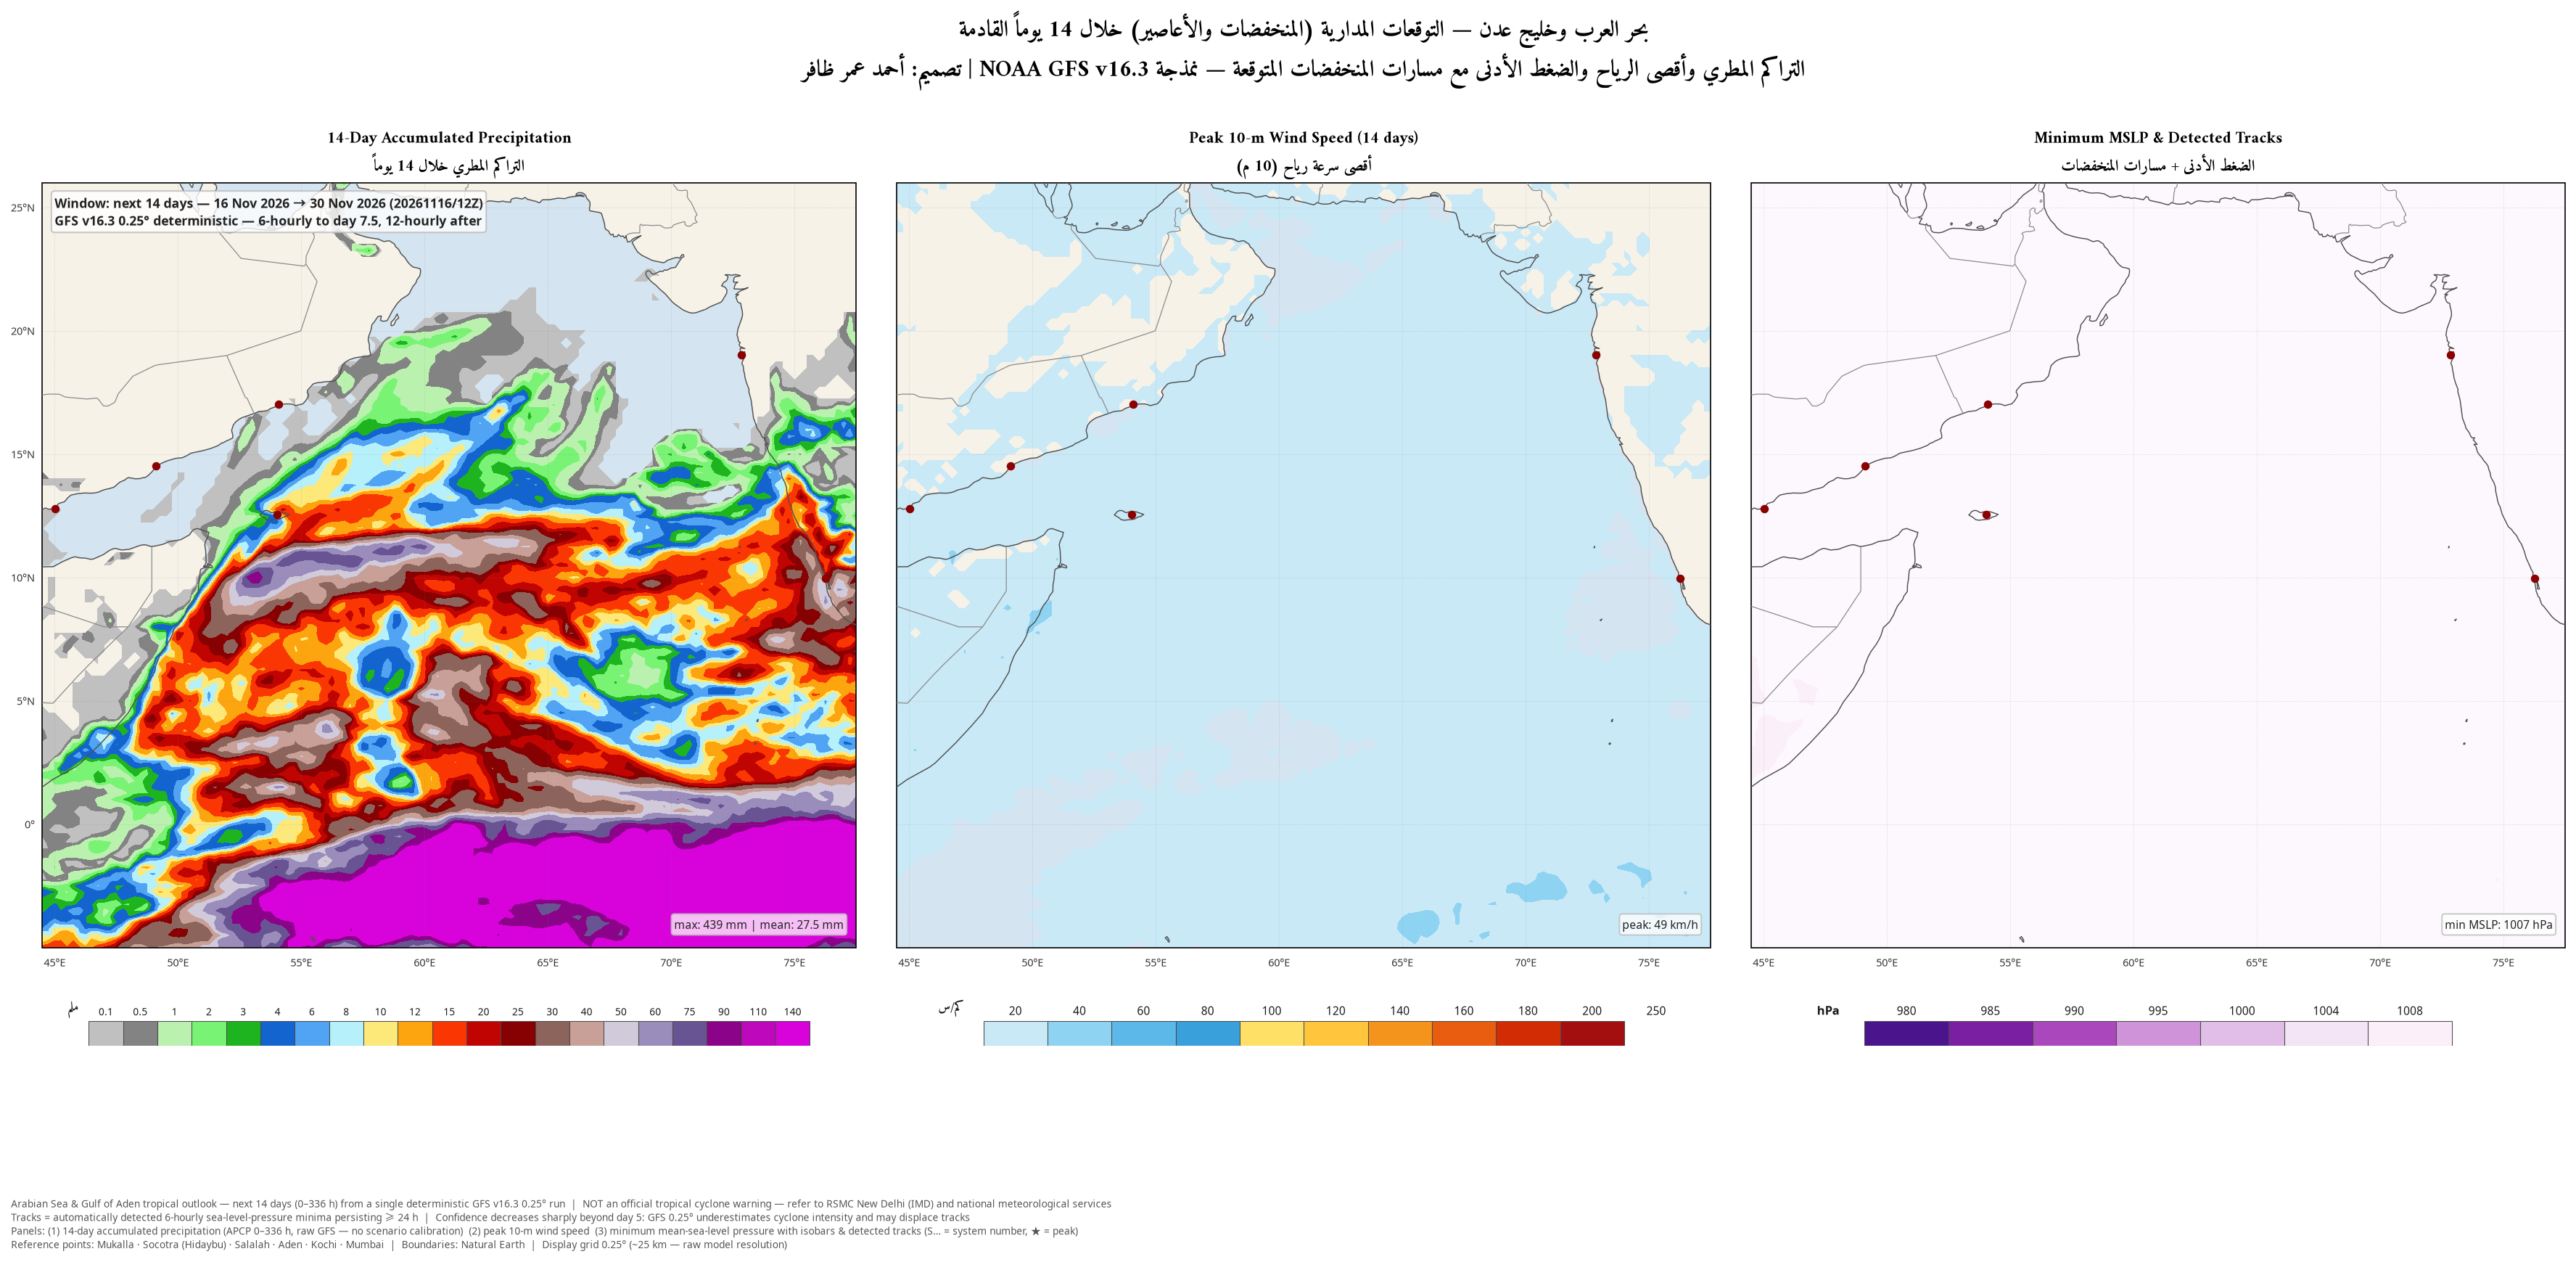 بحر العرب وخليج عدن — التوقعات المدارية (المنخفضات والأعاصير) خلال 14 يوماً القادمة
التراكم المطري وأقصى الرياح والضغط الأدنى مع مسارات المنخفضات المتوقعة — نمذجة NOAA GFS v16.3 | تصميم: أحمد عمر ظافر
14-Day Accumulated Precipitation
التراكم المطري خلال 14 يوماً
Window: next 14 days — 16 Nov 2026 → 30 Nov 2026 (20261116/12Z)
GFS v16.3 0.25° deterministic — 6-hourly to day 7.5, 12-hourly after
25°N
20°N
15°N
10°N
5°N
0°
max: 439 mm | mean: 27.5 mm
45°E 50°E 55°E 60°E 65°E 70°E 75°E
ملم 0.1 0.5 1 2 3 4 6 8 10 12 15 20 25 30 40 50 60 75 90 110 140
Peak 10-m Wind Speed (14 days)
أقصى سرعة رياح (10 م)
peak: 49 km/h
45°E 50°E 55°E 60°E 65°E 70°E 75°E
كم/س 20 40 60 80 100 120 140 160 180 200 250
Minimum MSLP & Detected Tracks
الضغط الأدنى + مسارات المنخفضات
min MSLP: 1007 hPa
45°E 50°E 55°E 60°E 65°E 70°E 75°E
hPa 980 985 990 995 1000 1004 1008
Arabian Sea & Gulf of Aden tropical outlook — next 14 days (0–336 h) from a single deterministic GFS v16.3 0.25° run | NOT an official tropical cyclone warning — refer to RSMC New Delhi (IMD) and national meteorological services
Tracks = automatically detected 6-hourly sea-level-pressure minima persisting ⩾ 24 h | Confidence decreases sharply beyond day 5: GFS 0.25° underestimates cyclone intensity and may displace tracks
Panels: (1) 14-day accumulated precipitation (APCP 0–336 h, raw GFS — no scenario calibration) (2) peak 10-m wind speed (3) minimum mean-sea-level pressure with isobars & detected tracks (S... = system number, ★ = peak)
Reference points: Mukalla · Socotra (Hidaybu) · Salalah · Aden · Kochi · Mumbai | Boundaries: Natural Earth | Display grid 0.25° (~25 km — raw model resolution)